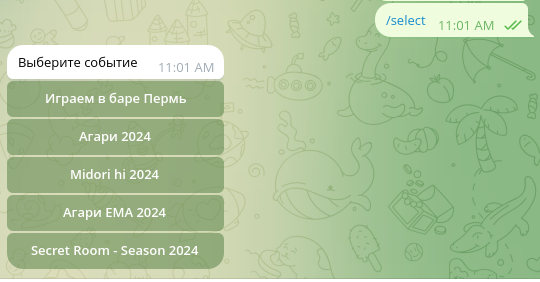 /select
11:01 AM
Выберите событие
11:01 AM
Играем в баре Пермь
Агари 2024
Midori hi 2024
Агари EMA 2024
Secret Room - Season 2024